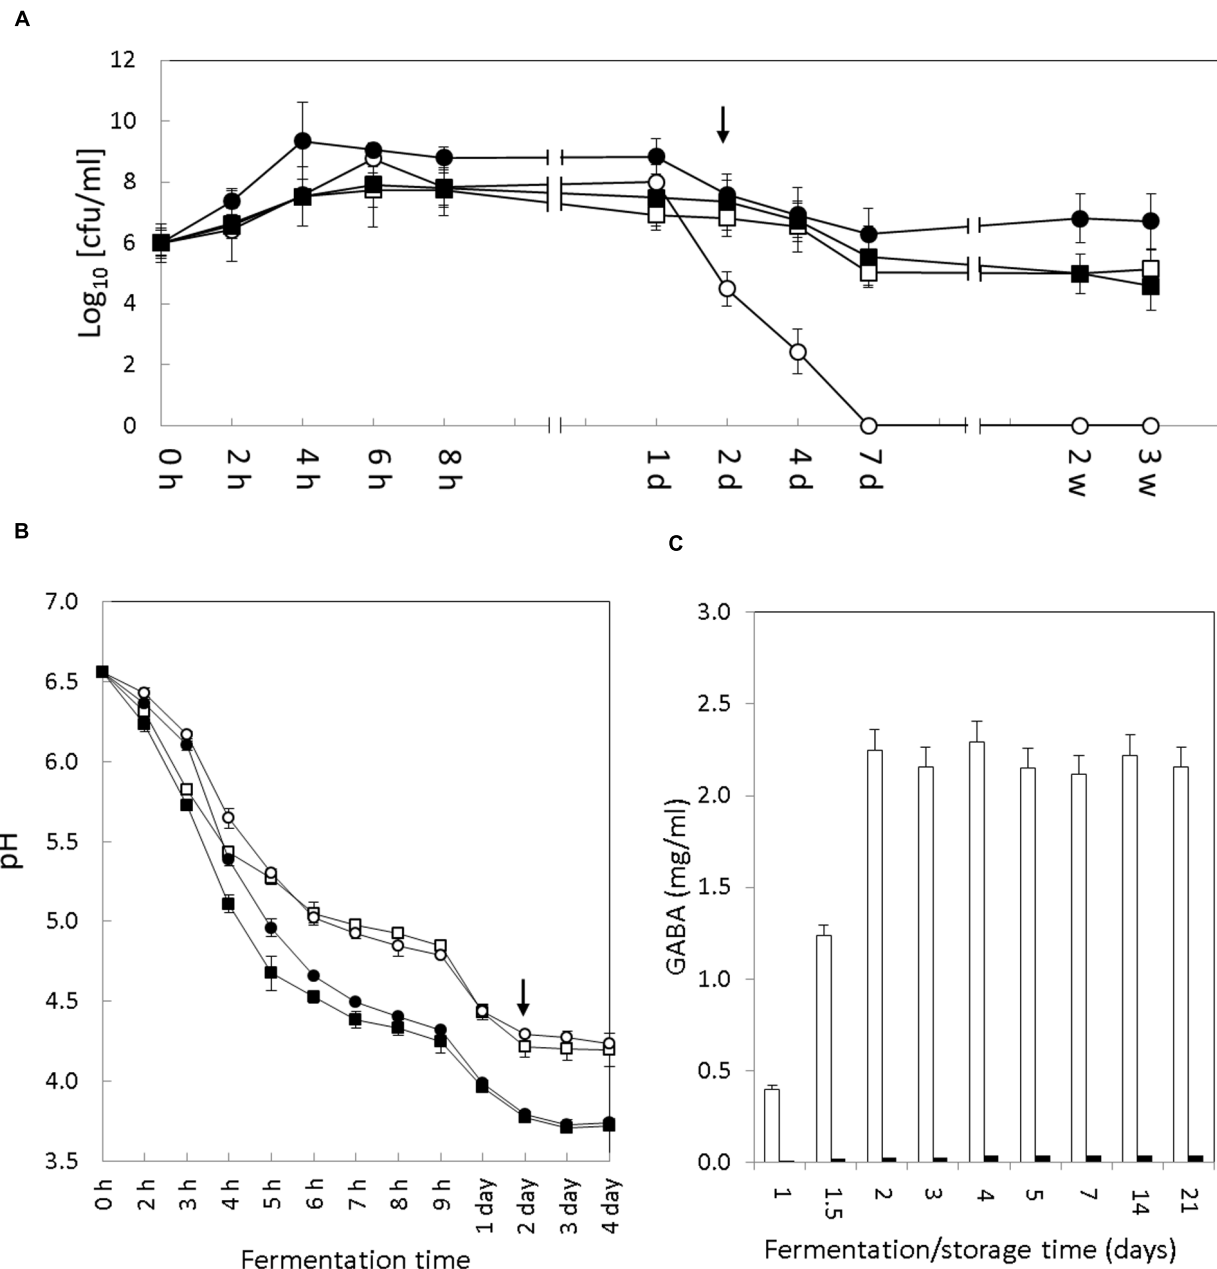 A
12
10
8
6
4
2
0
Log10 [cfu/ml]
0 h
2 h
4 h
6 h
8 h
1 d
2 d
4 d
7 d
2 w
3 w
B
7.0
6.5
6.0
5.5
5.0
4.5
4.0
3.5
pH
0 h
2 h
3 h
4 h
5 h
6 h
7 h
8 h
9 h
1 day
2 day
3 day
4 day
Fermentation time
C
3.0
2.5
2.0
1.5
1.0
0.5
0.0
GABA (mg/ml)
1
1.5
2
3
4
5
7
14
21
Fermentation/storage time (days)